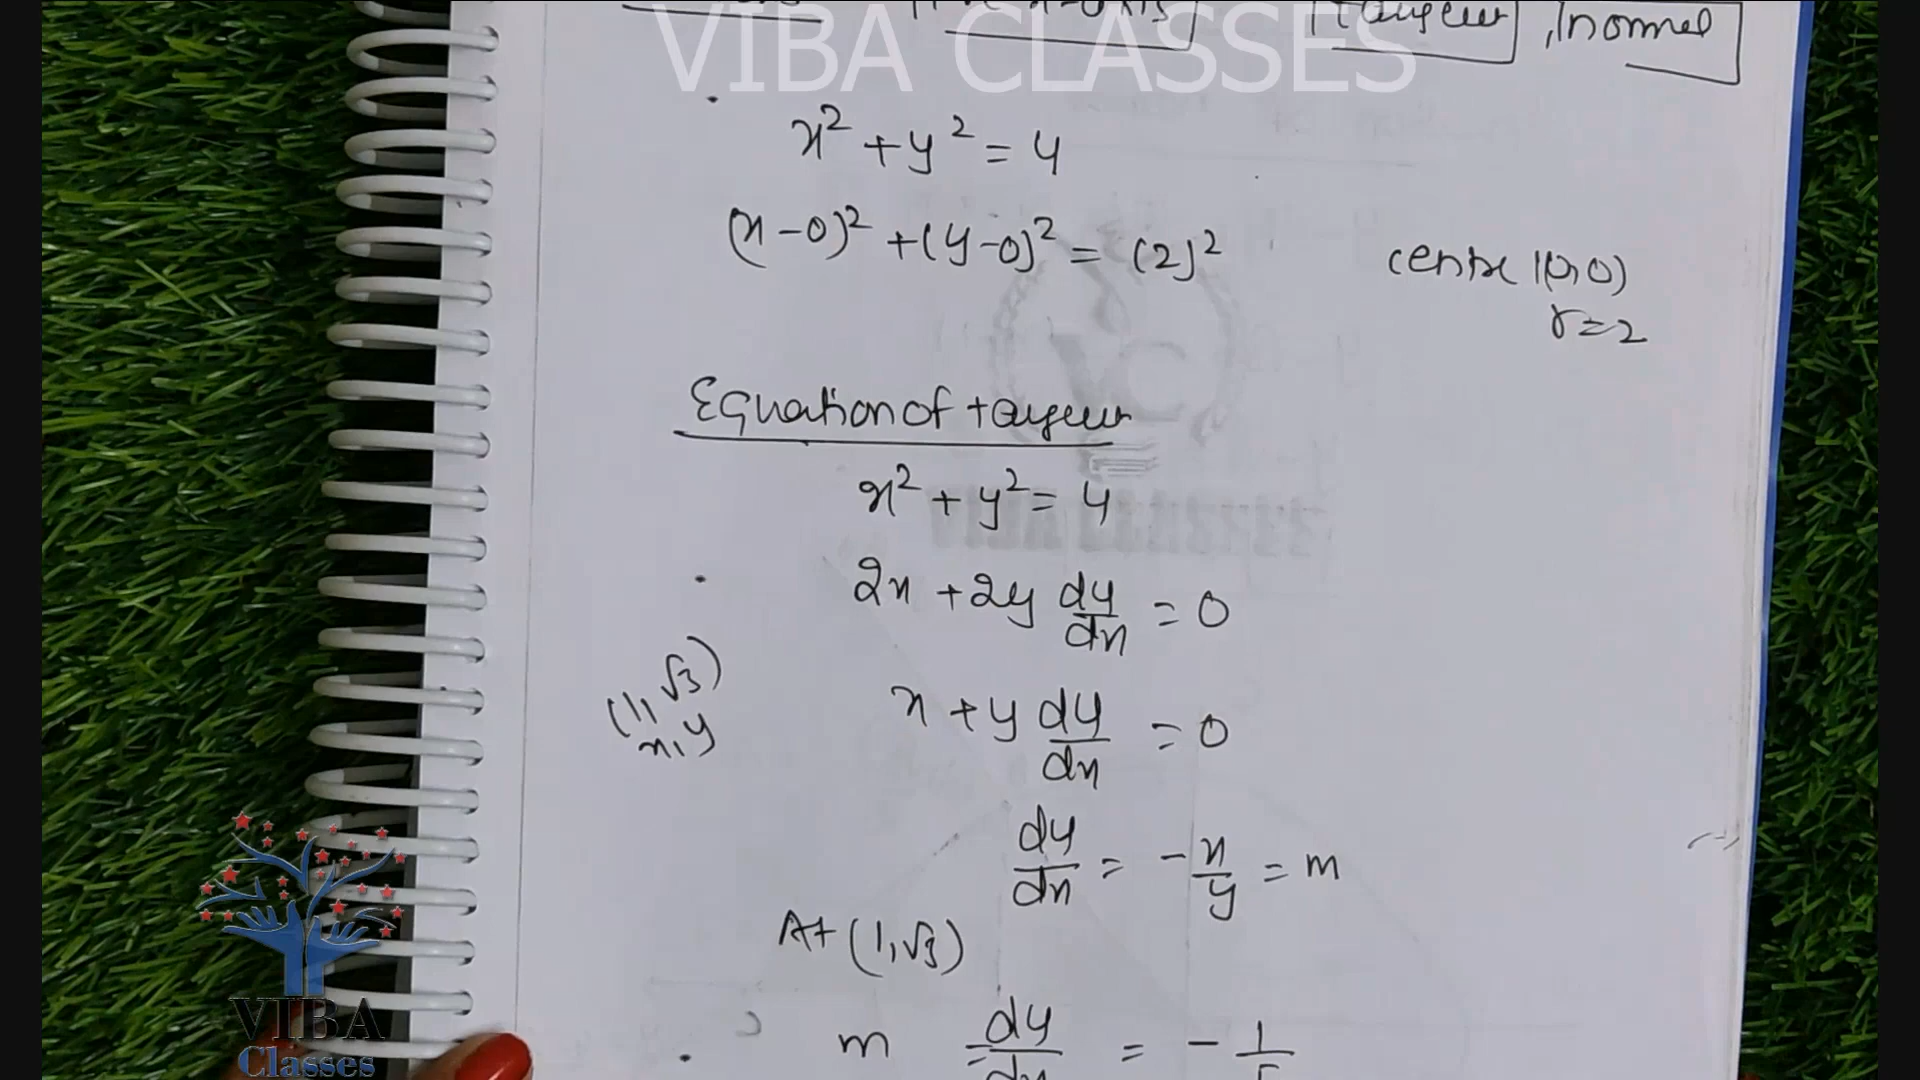 VIBA CLASSES
x-axis tangent, normal
x² + y² = 4
(x-0)² + (y-0)² = (2)² centre (0,0)
r=2
Equation of tangent
x² + y² = 4
2x + 2y dy/dx = 0
(1, √3)
x, y
x + y dy/dx = 0
dy/dx = -x/y = m
At (1, √3)
m = dy/dx = - 1/
VIBA
Classes